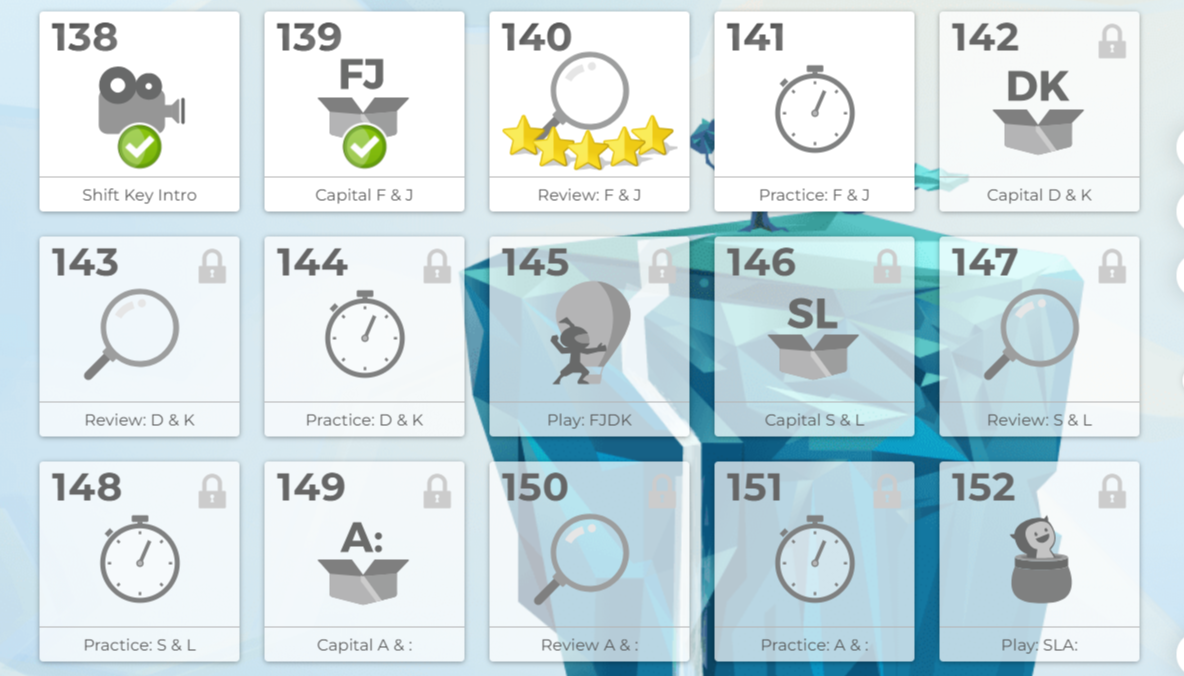 138 139 140 141 142
FJ DK
Shift Key Intro Capital F & J Review: F & J Practice: F & J Capital D & K
143 144 145 146 147
SL
Review: D & K Practice: D & K Play: FJDK Capital S & L Review: S & L
148 149 150 151 152
A:
Practice: S & L Capital A & : Review A & : Practice: A & : Play: SLA: